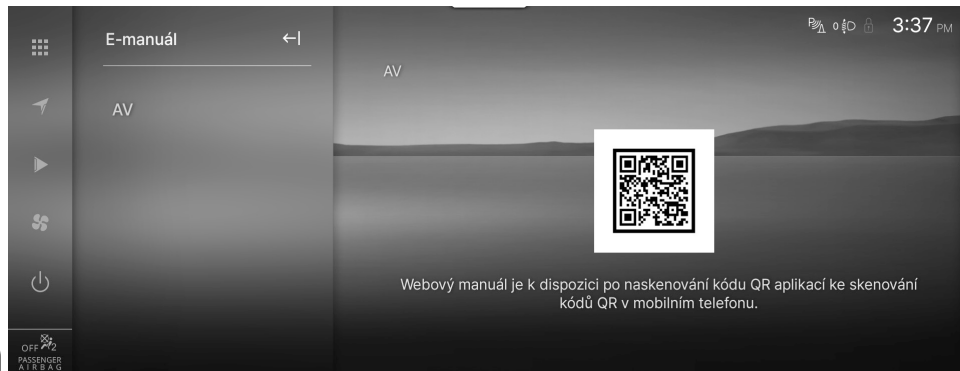 E-manuál
3:37 PM
AV
AV
Webový manuál je k dispozici po naskenování kódu QR aplikací ke skenování
kódů QR v mobilním telefonu.
OFF 2
PASSENGER
AIRBAG